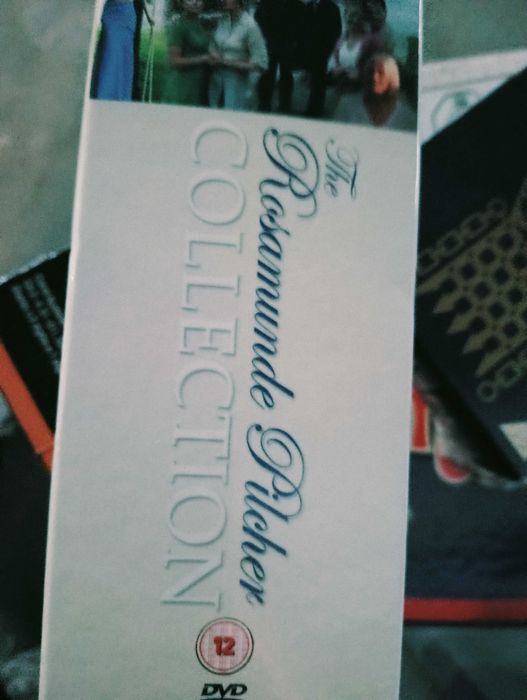 The
Rosamunde Pilcher
COLLECTION
12
DVD